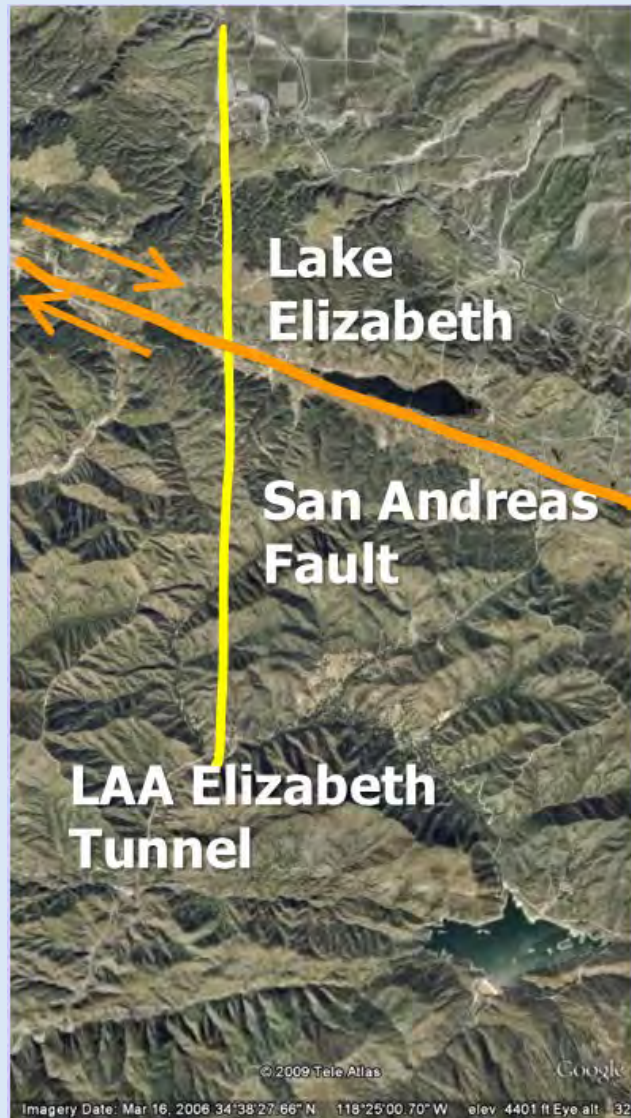 Lake
Elizabeth
San Andreas
Fault
LAA Elizabeth
Tunnel
© 2009 Tele Atlas
Google
Imagery Date: Mar 16, 2006 34°38'27.66" N 118°25'00.70" W elev 4401 ft Eye alt 32